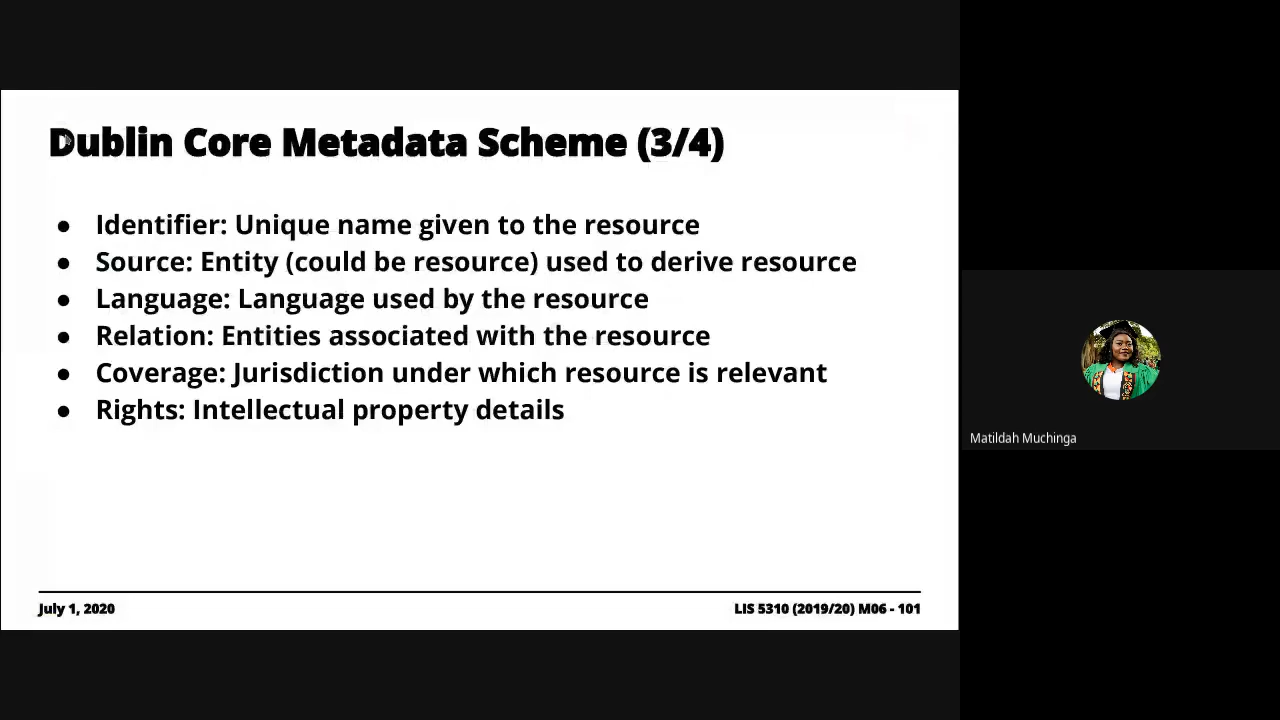 Dublin Core Metadata Scheme (3/4)
● Identifier: Unique name given to the resource
● Source: Entity (could be resource) used to derive resource
● Language: Language used by the resource
● Relation: Entities associated with the resource
● Coverage: Jurisdiction under which resource is relevant
● Rights: Intellectual property details
July 1, 2020
LIS 5310 (2019/20) M06 - 101
Matildah Muchinga